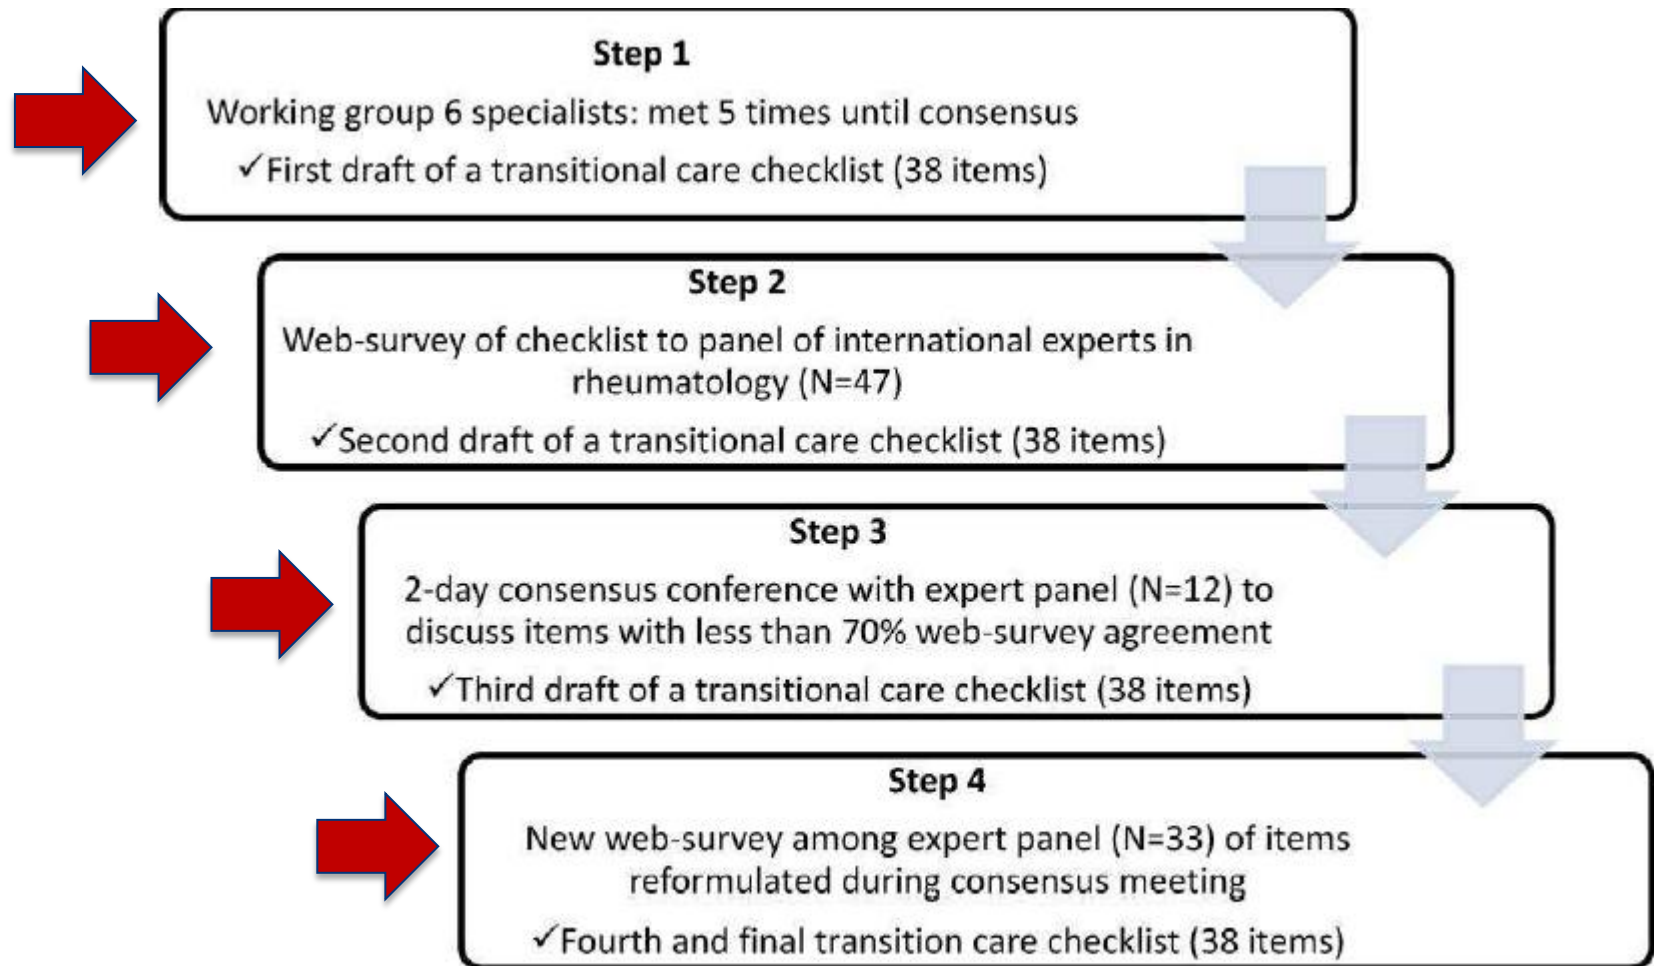 Step 1
Working group 6 specialists: met 5 times until consensus
✓First draft of a transitional care checklist (38 items)
Step 2
Web-survey of checklist to panel of international experts in
rheumatology (N=47)
✓Second draft of a transitional care checklist (38 items)
Step 3
2-day consensus conference with expert panel (N=12) to
discuss items with less than 70% web-survey agreement
✓Third draft of a transitional care checklist (38 items)
Step 4
New web-survey among expert panel (N=33) of items
reformulated during consensus meeting
✓Fourth and final transition care checklist (38 items)